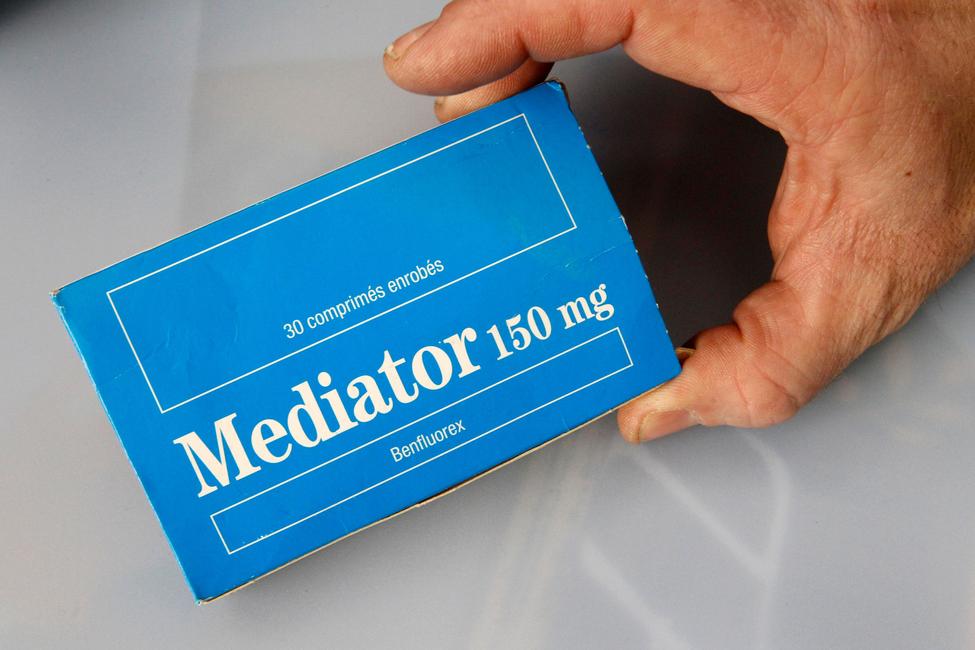 30 comprimés enrobés
Mediator 150 mg
Benfluorex